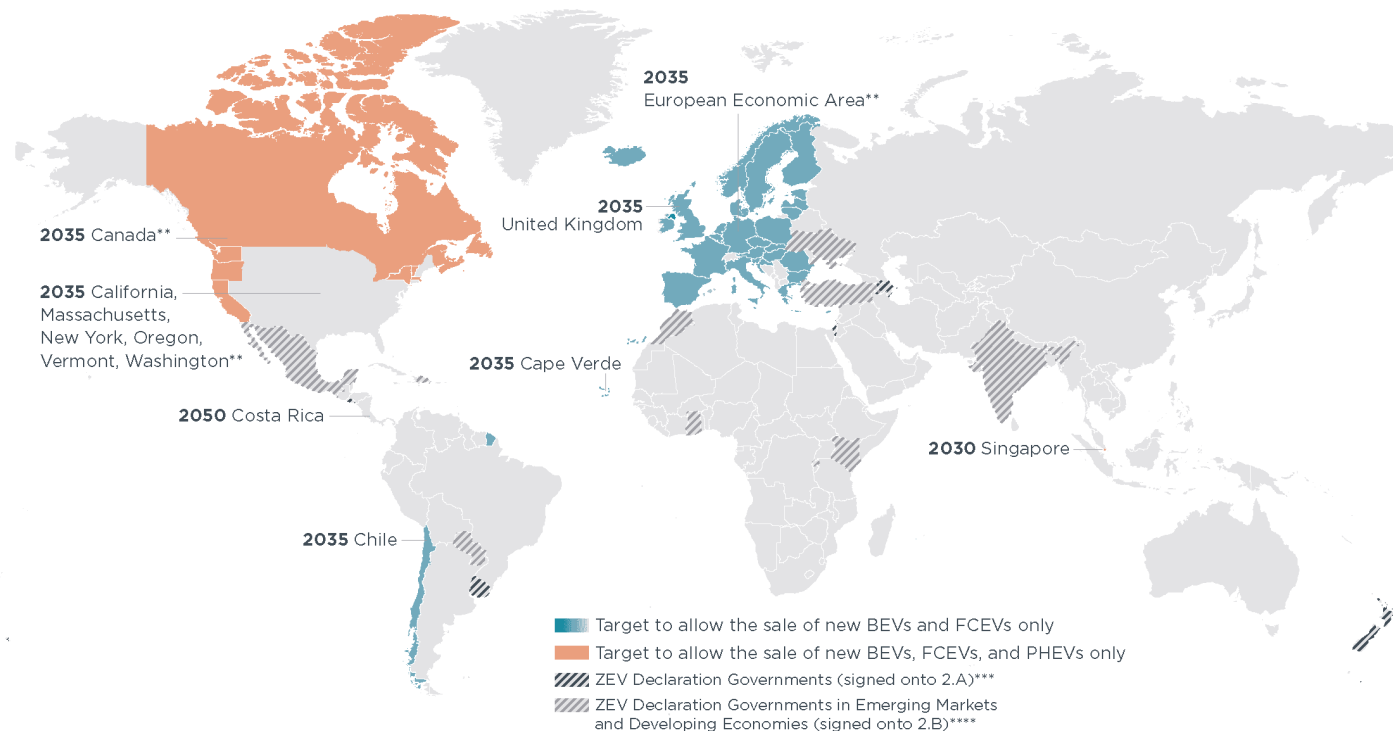 2035
European Economic Area**
2035
United Kingdom
2035 Canada**
2035 California,
Massachusetts,
New York, Oregon,
Vermont, Washington**
2035 Cape Verde
2050 Costa Rica
2030 Singapore
2035 Chile
Target to allow the sale of new BEVs and FCEVs only
Target to allow the sale of new BEVs, FCEVs, and PHEVs only
ZEV Declaration Governments (signed onto 2.A)***
ZEV Declaration Governments in Emerging Markets
and Developing Economies (signed onto 2.B)****